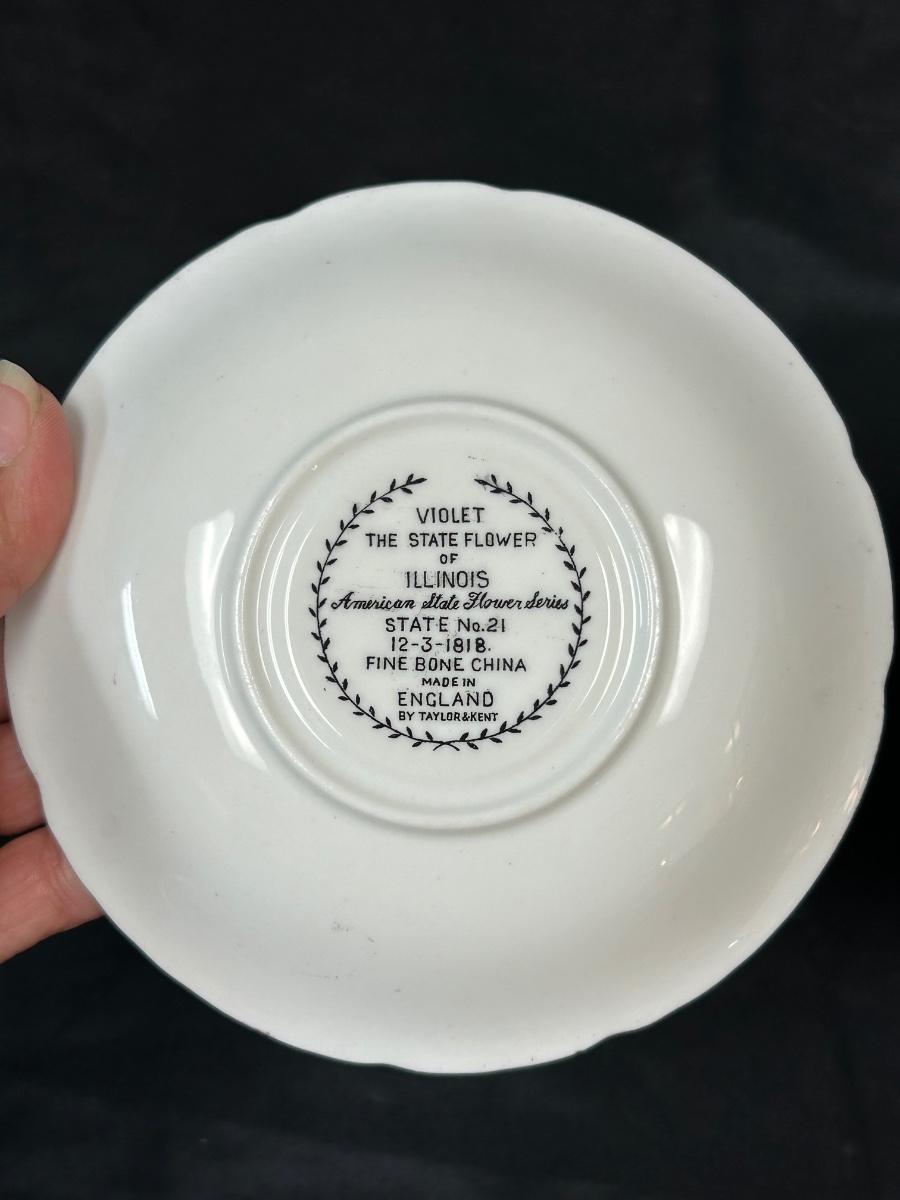 VIOLET
THE STATE FLOWER
OF
ILLINOIS
American State Flower Series
STATE No.21
12-3-1818.
FINE BONE CHINA
MADE IN
ENGLAND
BY TAYLOR&KENT